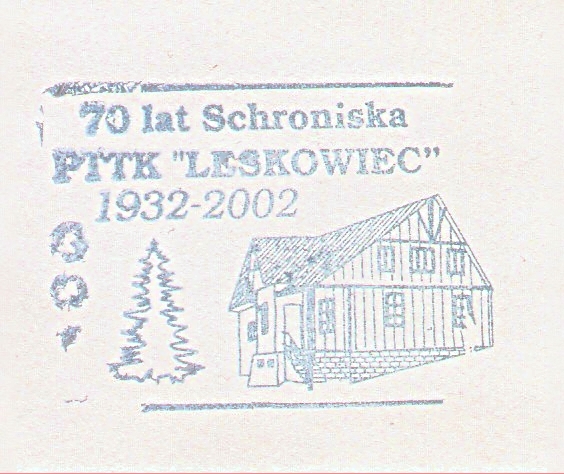 70 lat Schroniska
PTTK "LESKOWIEC"
1932-2002